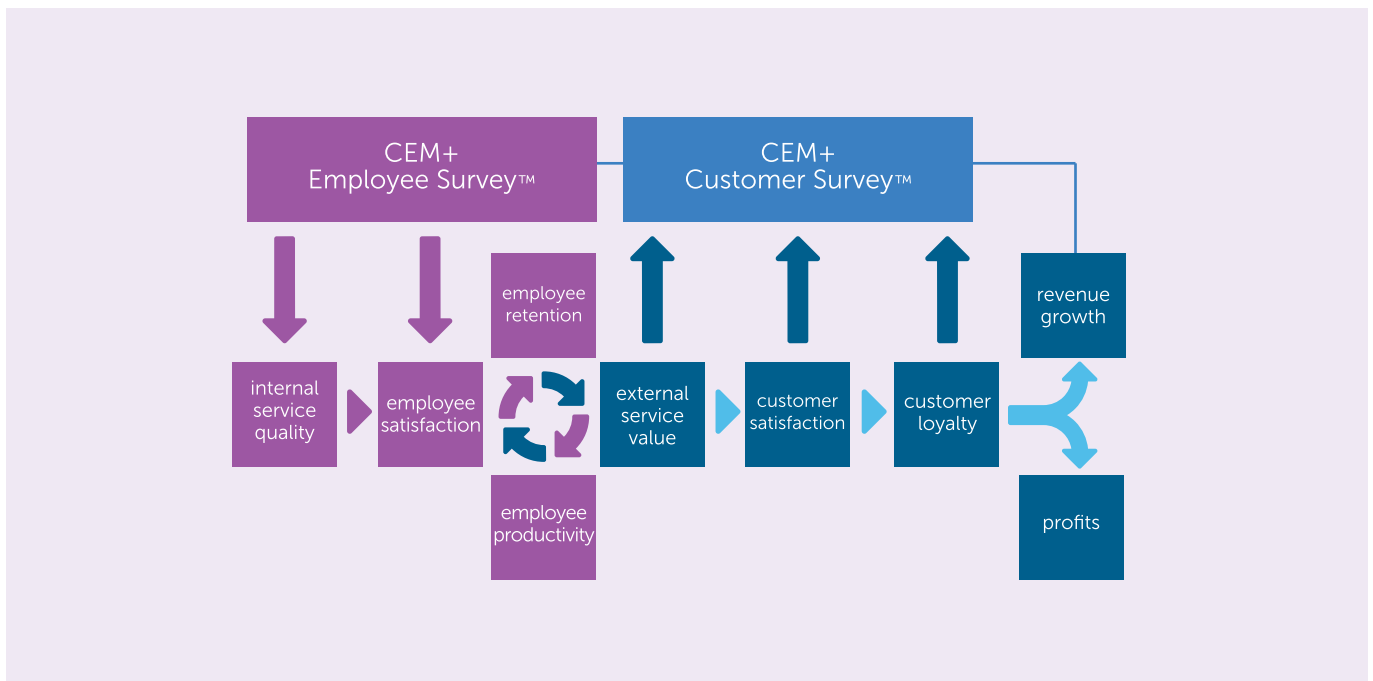 CEM+
Employee Survey™
CEM+
Customer Survey™
employee
retention
revenue
growth
internal
service
quality
employee
satisfaction
external
service
value
customer
satisfaction
customer
loyalty
employee
productivity
profits